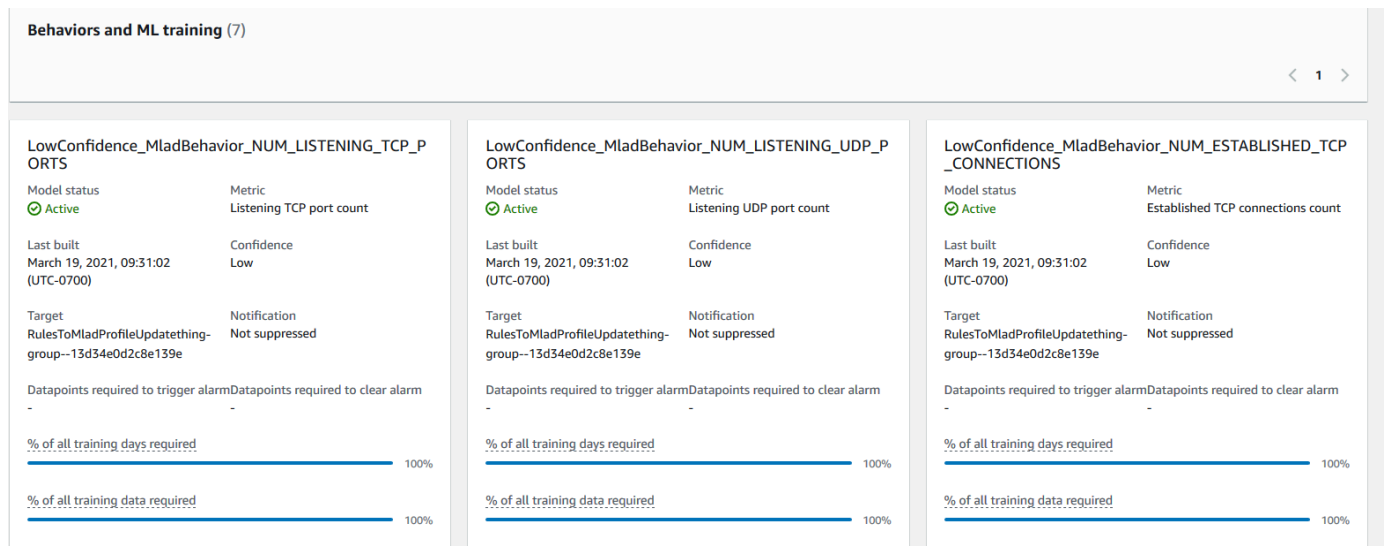 Behaviors and ML training (7)
1
LowConfidence_MladBehavior_NUM_LISTENING_TCP_P
ORTS
Model status
Metric
Active
Listening TCP port count
Last built
Confidence
March 19, 2021, 09:31:02
Low
(UTC-0700)
Target
Notification
RulesToMladProfileUpdatething-
Not suppressed
group--13d34e0d2c8e139e
Datapoints required to trigger alarm
Datapoints required to clear alarm
-
-
% of all training days required
100%
% of all training data required
100%
LowConfidence_MladBehavior_NUM_LISTENING_UDP_P
ORTS
Model status
Metric
Active
Listening UDP port count
Last built
Confidence
March 19, 2021, 09:31:02
Low
(UTC-0700)
Target
Notification
RulesToMladProfileUpdatething-
Not suppressed
group--13d34e0d2c8e139e
Datapoints required to trigger alarm
Datapoints required to clear alarm
-
-
% of all training days required
100%
% of all training data required
100%
LowConfidence_MladBehavior_NUM_ESTABLISHED_TCP
_CONNECTIONS
Model status
Metric
Active
Established TCP connections count
Last built
Confidence
March 19, 2021, 09:31:02
Low
(UTC-0700)
Target
Notification
RulesToMladProfileUpdatething-
Not suppressed
group--13d34e0d2c8e139e
Datapoints required to trigger alarm
Datapoints required to clear alarm
-
-
% of all training days required
100%
% of all training data required
100%